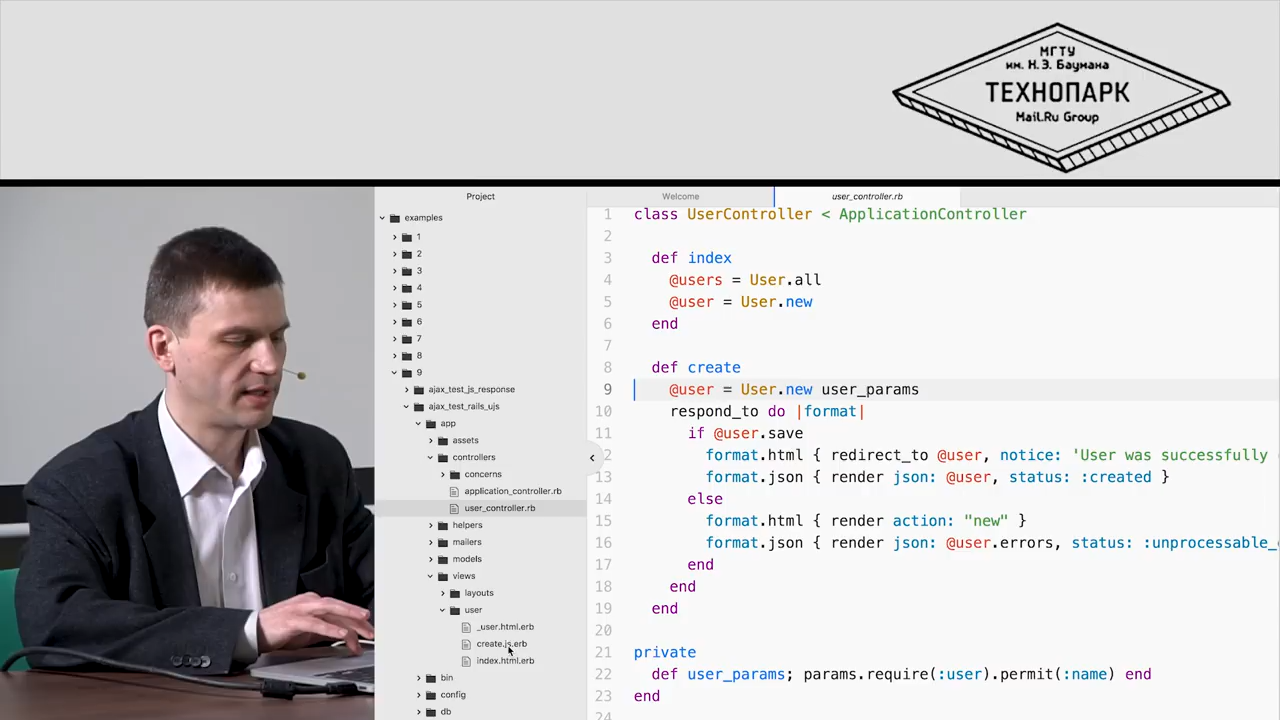 МГТУ
им. Н.Э. Баумана
ТЕХНОПАРК
Mail.Ru Group
Project
examples
1
2
3
4
5
6
7
8
9
ajax_test_js_response
ajax_test_rails_ujs
app
assets
controllers
concerns
application_controller.rb
user_controller.rb
helpers
mailers
models
views
layouts
user
_user.html.erb
create.js.erb
index.html.erb
bin
config
db
Welcome
user_controller.rb
1 class UserController < ApplicationController
2
3 def index
4 @users = User.all
5 @user = User.new
6 end
7
8 def create
9 @user = User.new user_params
10 respond_to do |format|
11 if @user.save
2 format.html { redirect_to @user, notice: 'User was successfully
13 format.json { render json: @user, status: :created }
14 else
15 format.html { render action: "new" }
16 format.json { render json: @user.errors, status: :unprocessable_
17 end
18 end
19 end
20
21 private
22 def user_params; params.require(:user).permit(:name) end
23 end
24